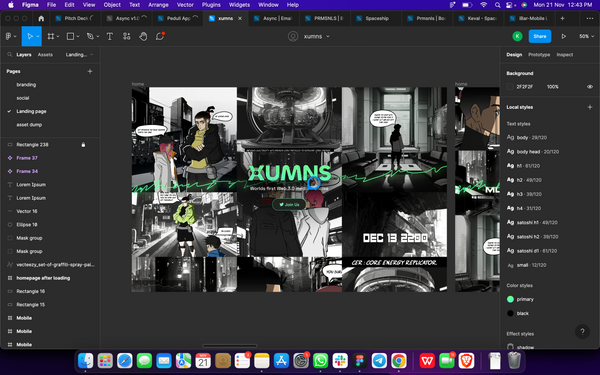 Figma File Edit View Object Text Arrange Vector Plugins Window Help
Mon 21 Nov 12:43 PM
Pitch Deck
Async v1.
Peduli Ap
xumns
Async | Emai
PRMSNLS |
Spaceship
Prmsnls | Bo
Keval - Space
iBar-Mobile
xumns
K
Share
50%
Layers Assets Landing...
Pages
branding
social
Landing page
asset dump
Rectangle 238
Frame 37
Frame 34
Lorem Ipsum
Lorem Ipsum
Vector 16
Ellipse 18
Mask group
Mask group
vecteezy_set-of-graffiti-spray-pai...
homepage after loading
Rectangle 16
Rectangle 15
Mobile
Mobile
Mobile
home
home
XUMNS
Worlds first Web 3.0
Join Us
DEC 13 2280
CER : CORE ENERGY REPLICATOR.
Design Prototype Inspect
Background
2F2F2F 100%
Local styles
Text styles
Ag body · 29/120
Ag body head · 20/120
Ag h1 · 61/120
Ag h2 · 49/120
Ag h3 · 39/120
Ag h4 · 31/120
Ag satoshi h1 · 49/120
Ag satoshi h2 · 39/120
Ag satoshi d1 · 61/120
Ag small · 12/120
Color styles
primary
black
Effect styles
shadow
?